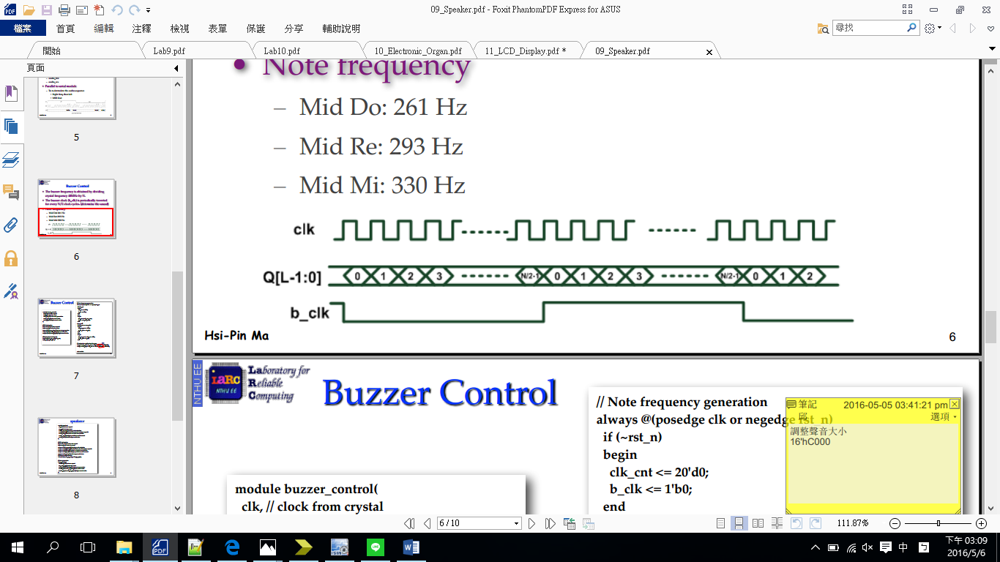 09_Speaker.pdf - Foxit PhantomPDF Express for ASUS
檔案 首頁 編輯 注釋 檢視 表單 保護 分享 輔助說明 尋找
開始 Lab9.pdf Lab10.pdf 10_Electronic_Organ.pdf 11_LCD_Display.pdf * 09_Speaker.pdf
頁面
5
Buzzer Control
6
Buzzer Control
7
speaker.v
8
• Note frequency
– Mid Do: 261 Hz
– Mid Re: 293 Hz
– Mid Mi: 330 Hz
clk
Q[L-1:0] 0 1 2 3 N/2-1 0 1 2 3 N/2-1 0 1 2
b_clk
Hsi-Pin Ma 6
NTHU EE LaRC NTHU EE Laboratory for
Reliable
Computing
Buzzer Control
module buzzer_control(
clk, // clock from crystal
// Note frequency generation
always @(posedge clk or negedge rst_n)
if (~rst_n)
begin
clk_cnt <= 20'd0;
b_clk <= 1'b0;
end
筆記 2016-05-05 03:41:21 pm
邱 選項
調整聲音大小
16'hC000
6 / 10 111.87%
中 下午 03:09
2016/5/6